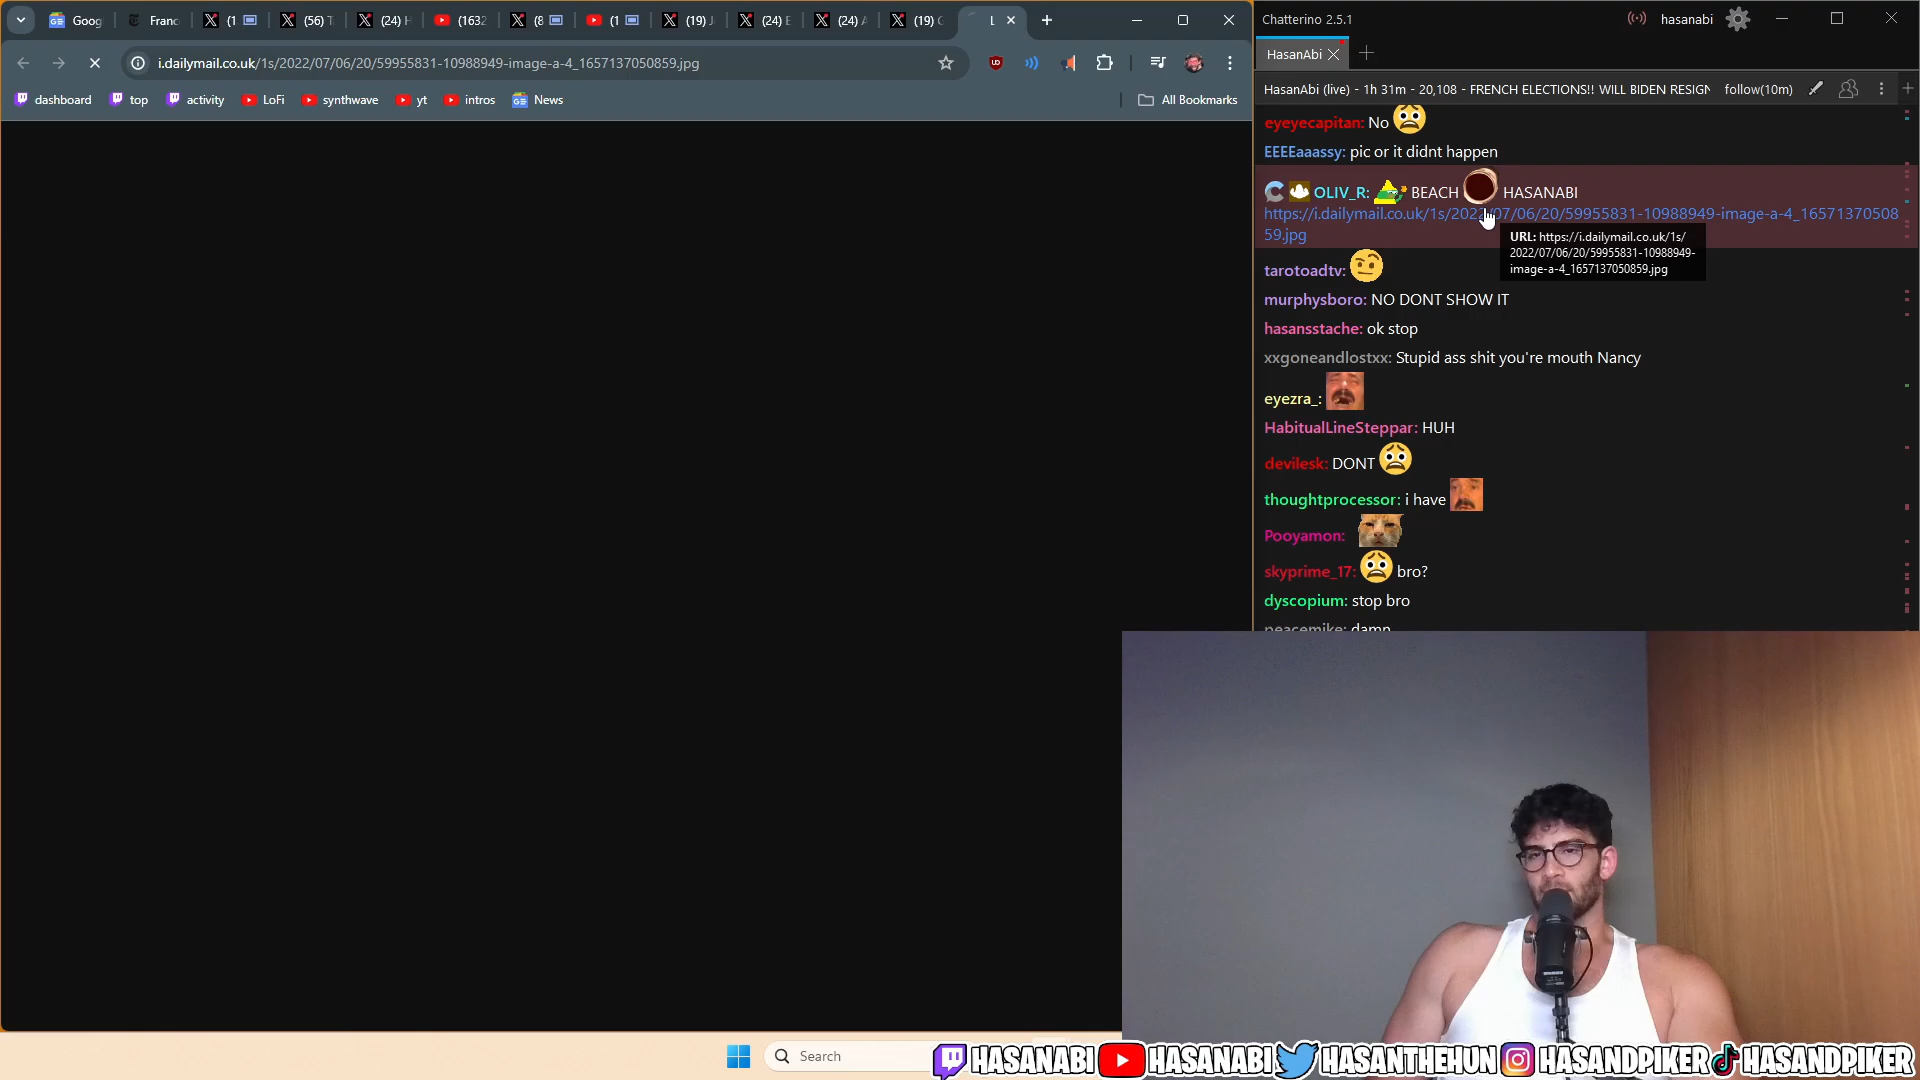 Goog
Franc
(1
(56) T
(24) H
(1632
(8
(1
(19) J
(24) E
(24) A
(19) C
L
i.dailymail.co.uk/1s/2022/07/06/20/59955831-10988949-image-a-4_1657137050859.jpg
dashboard
top
activity
LoFi
synthwave
yt
intros
News
All Bookmarks
Chatterino 2.5.1
hasanabi
HasanAbi
HasanAbi (live) - 1h 31m - 20,108 - FRENCH ELECTIONS!! WILL BIDEN RESIGN
follow(10m)
eyeyecapitan: No
EEEEaaassy: pic or it didnt happen
OLIV_R: BEACH HASANABI
https://i.dailymail.co.uk/1s/2022/07/06/20/59955831-10988949-image-a-4_16571370508
59.jpg
URL: https://i.dailymail.co.uk/1s/
2022/07/06/20/59955831-10988949-
image-a-4_1657137050859.jpg
tarotoadtv:
murphysboro: NO DONT SHOW IT
hasansstache: ok stop
xxgoneandlostxx: Stupid ass shit you're mouth Nancy
eyezra_:
HabitualLineSteppar: HUH
devilesk: DONT
thoughtprocessor: i have
Pooyamon:
skyprime_17: bro?
dyscopium: stop bro
peacemike: damn
Search
HASANABI
HASANABI
HASANTHEHUN
HASANDPIKER
HASANDPIKER